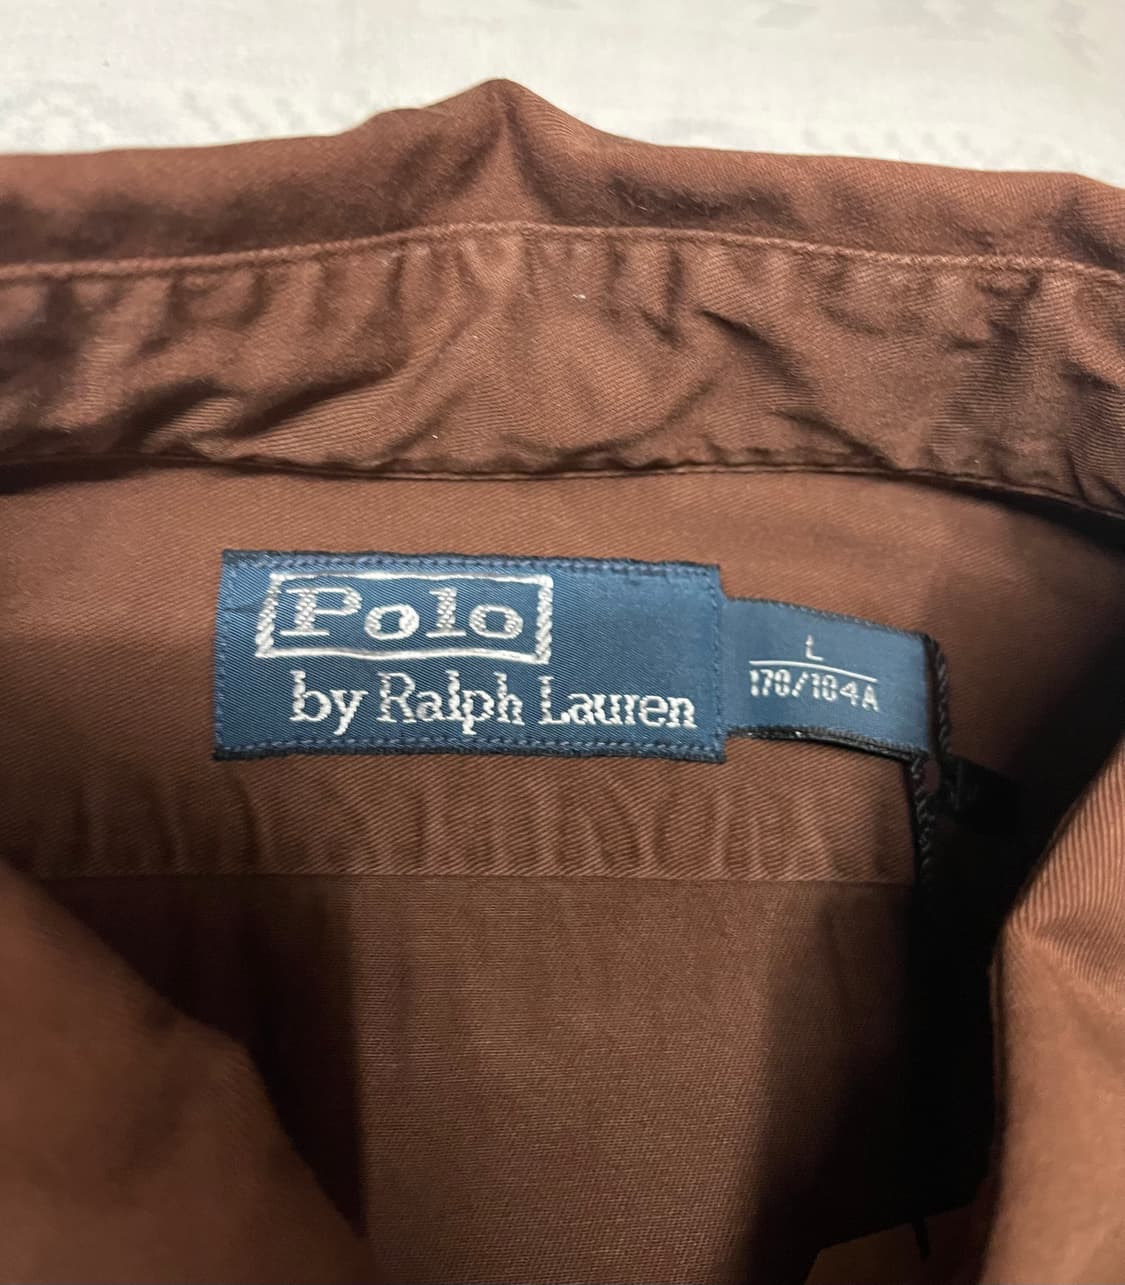 Polo
by Ralph Lauren
L
170/104A